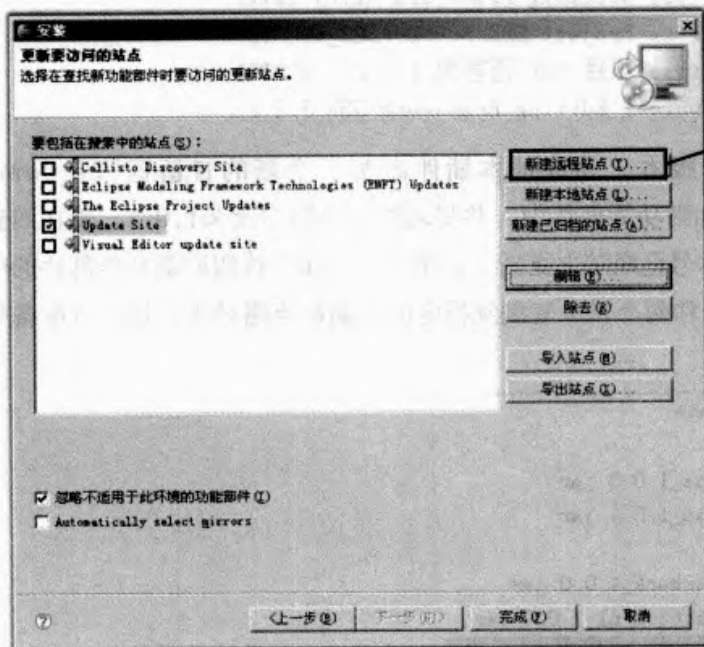 安装
更新要访问的站点
选择在查找新功能部件时要访问的更新站点。
要包括在搜索中的站点(S)：
Callisto Discovery Site
Eclipse Modeling Framework Technologies (EMFT) Updates
The Eclipse Project Updates
Update Site
Visual Editor update site
新建远程站点(T)...
新建本地站点(L)...
新建已归档的站点(A)...
编辑(E)...
除去(R)
导入站点(M)...
导出站点(X)...
忽略不适用于此环境的功能部件(I)
Automatically select mirrors
<上一步(B)
下一步(N)>
完成(F)
取消